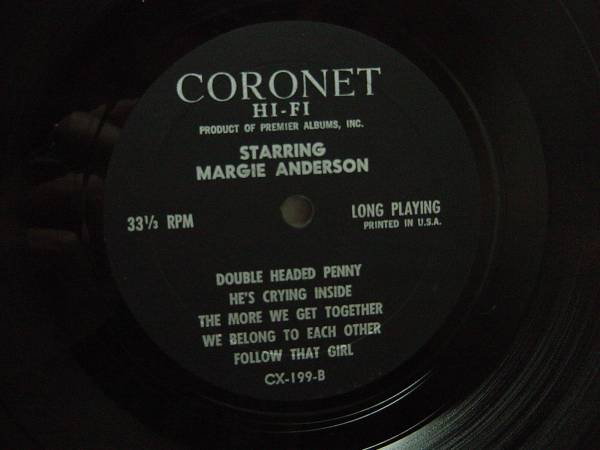 CORONET
HI-FI
PRODUCT OF PREMIER ALBUMS, INC.
STARRING
MARGIE ANDERSON
33 1/3 RPM
LONG PLAYING
PRINTED IN U.S.A.
DOUBLE HEADED PENNY
HE'S CRYING INSIDE
THE MORE WE GET TOGETHER
WE BELONG TO EACH OTHER
FOLLOW THAT GIRL
CX-199-B